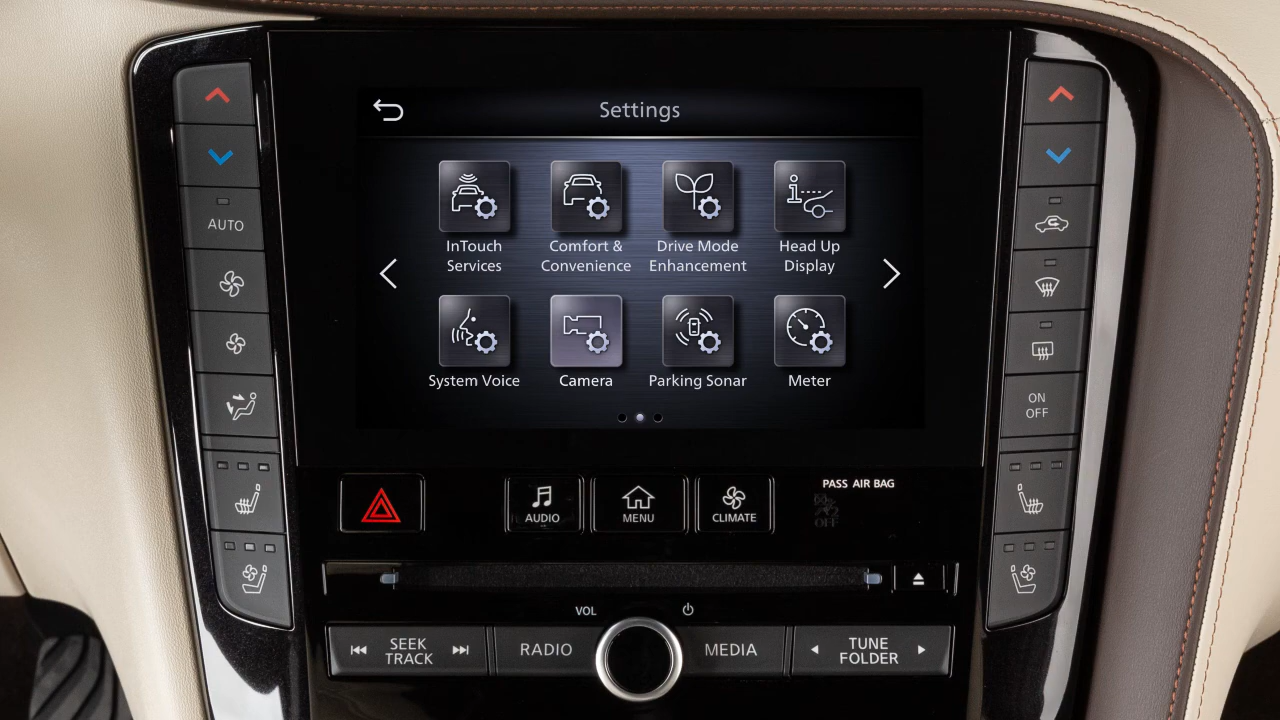 Settings
InTouch
Services
Comfort &
Convenience
Drive Mode
Enhancement
Head Up
Display
System Voice
Camera
Parking Sonar
Meter
AUTO
ON
OFF
AUDIO
MENU
CLIMATE
PASS AIR BAG
OFF
VOL
SEEK
TRACK
RADIO
MEDIA
TUNE
FOLDER